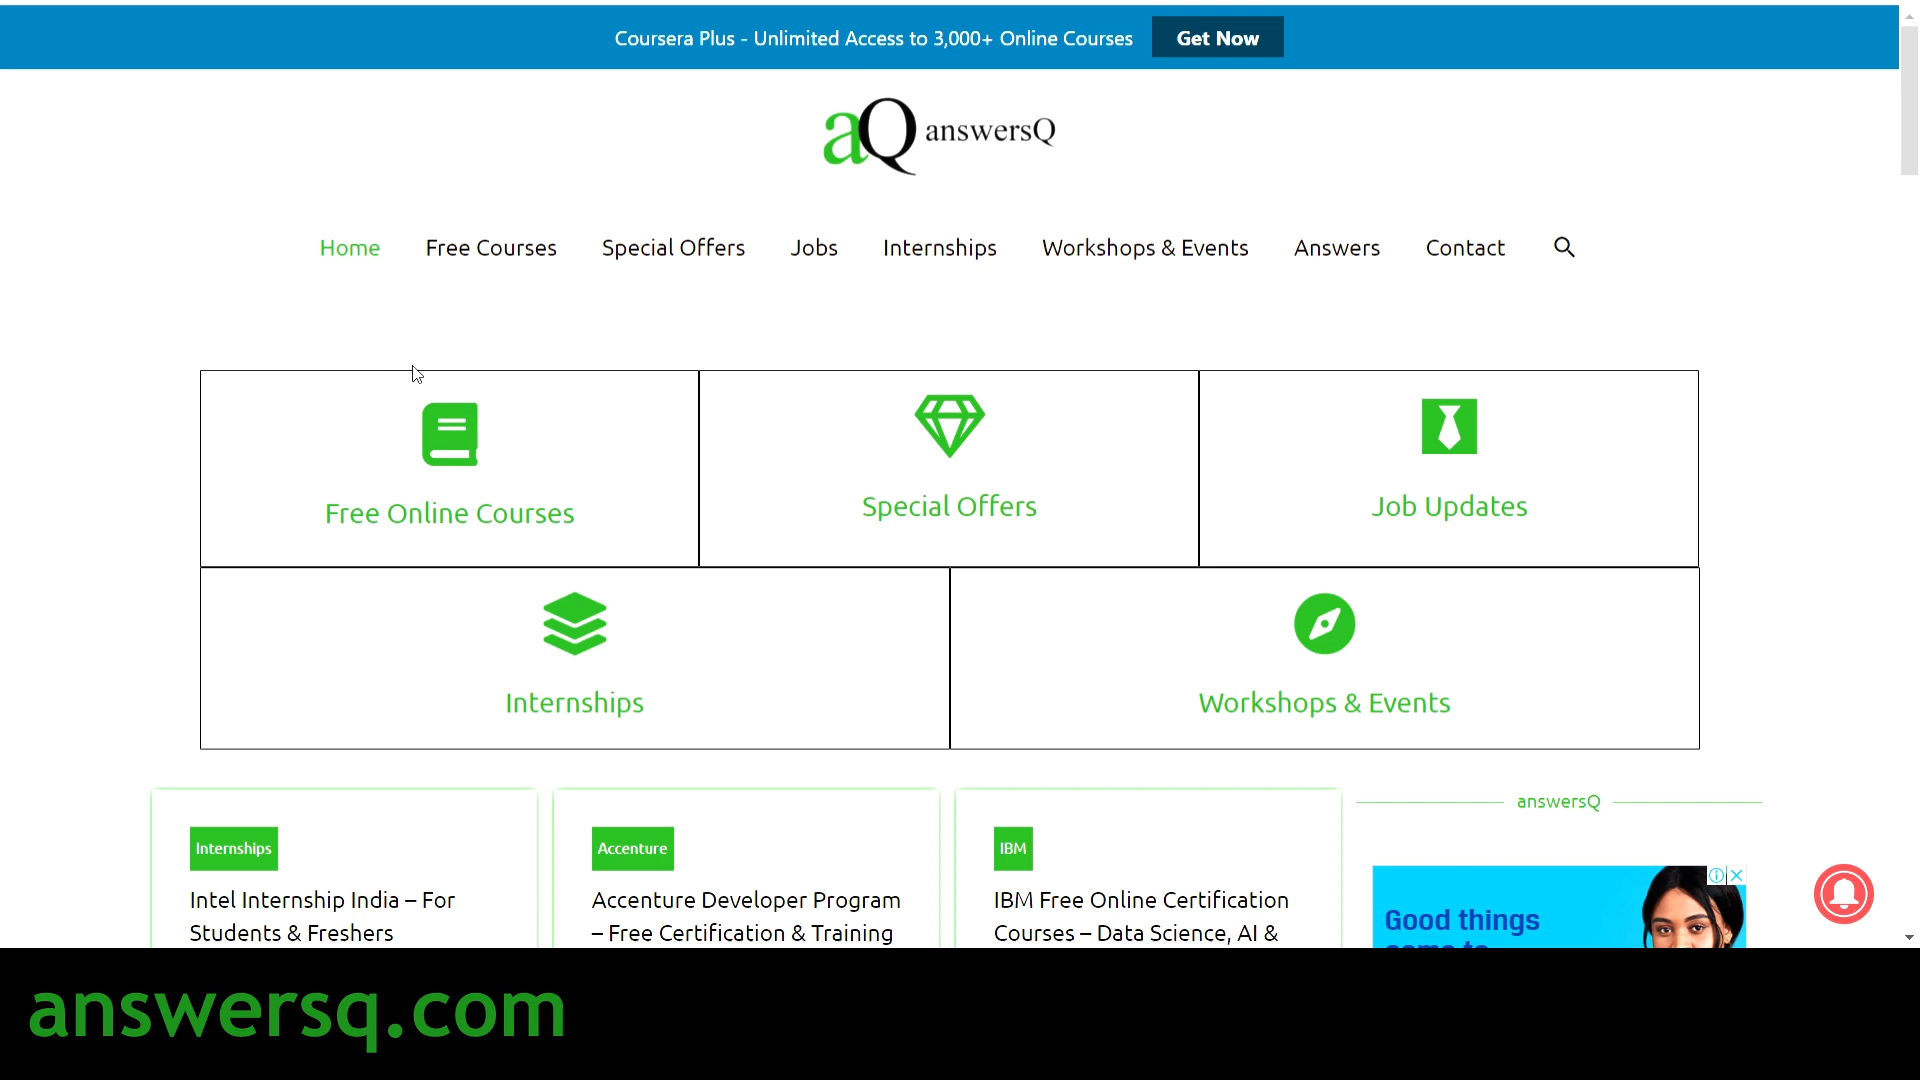 Coursera Plus - Unlimited Access to 3,000+ Online Courses Get Now
aQ answersQ
Home Free Courses Special Offers Jobs Internships Workshops & Events Answers Contact
Free Online Courses Special Offers Job Updates
Internships Workshops & Events
answersQ
Internships
Intel Internship India – For
Students & Freshers
Accenture
Accenture Developer Program
– Free Certification & Training
IBM
IBM Free Online Certification
Courses – Data Science, AI &
Good things
answersq.com